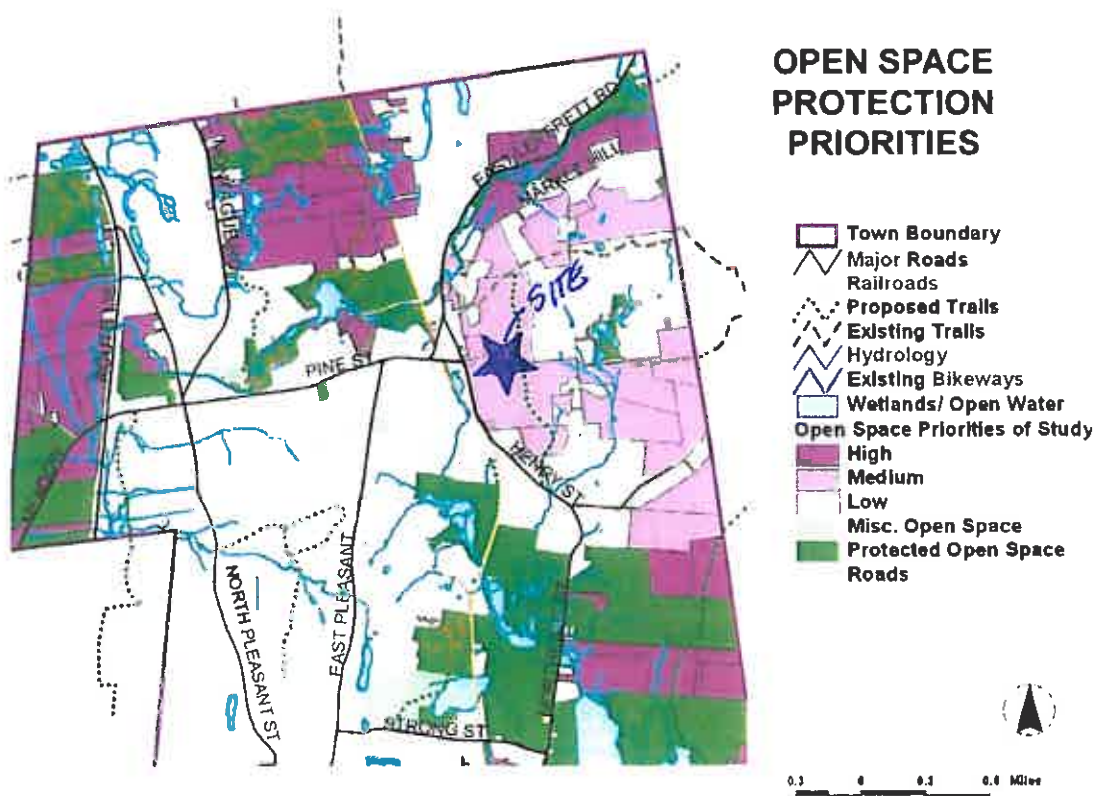 OPEN SPACE
PROTECTION
PRIORITIES
Town Boundary
Major Roads
Railroads
Proposed Trails
Existing Trails
Hydrology
Existing Bikeways
Wetlands/ Open Water
Open Space Priorities of Study
High
Medium
Low
Misc. Open Space
Protected Open Space
Roads
MARKET HILL
SITE
PINE ST
HENRY ST
NORTH PLEASANT ST
EAST PLEASANT
STRONG ST
0 
Miles